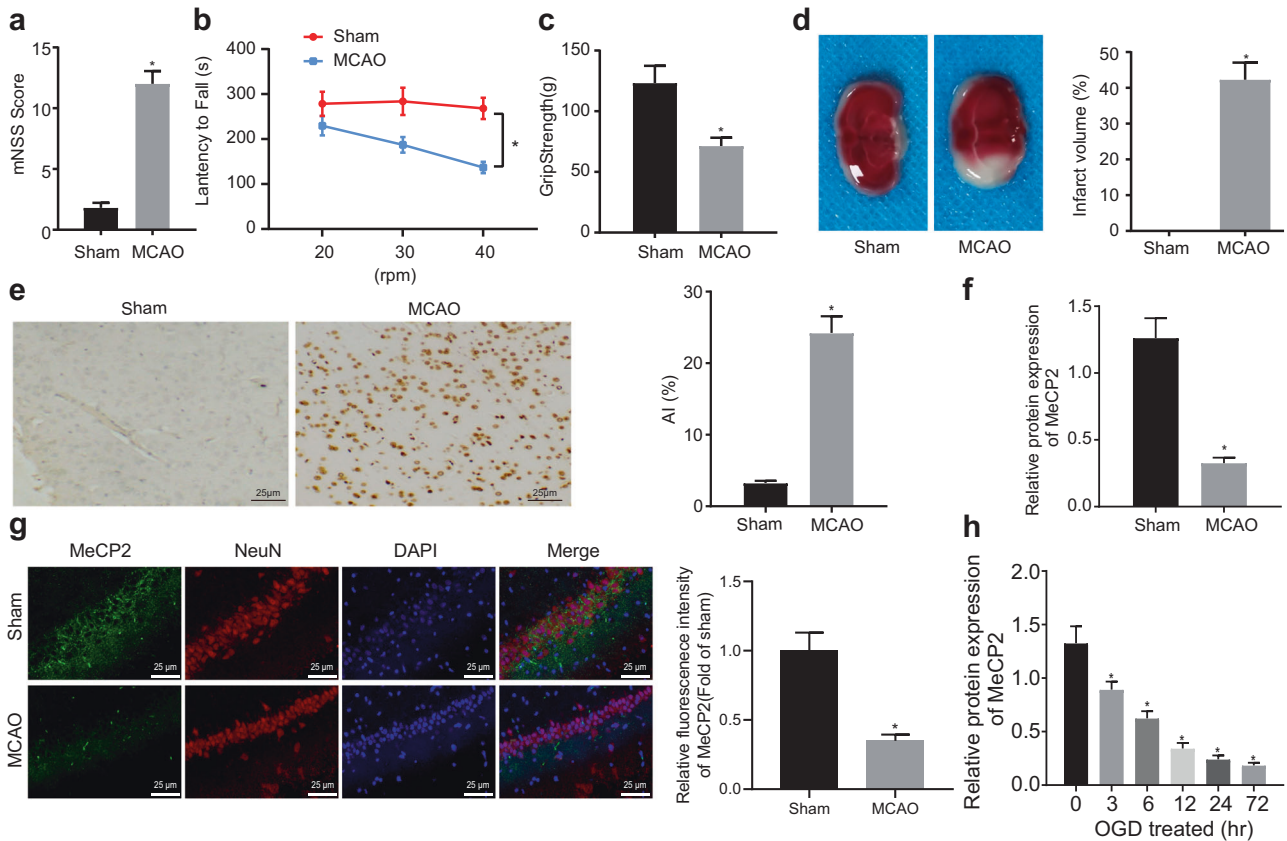 a
mNSS Score
15
10
5
0
Sham
MCAO
*
b
Sham
MCAO
Lantency to Fall (s)
400
300
200
100
0
20
30
40
(rpm)
*
c
GripStrength(g)
150
100
50
0
Sham
MCAO
*
d
Sham
MCAO
Infarct volume (%)
50
40
30
20
10
0
Sham
MCAO
*
e
Sham
MCAO
25μm
25μm
AI (%)
30
20
10
0
Sham
MCAO
*
f
Relative protein expression
of MeCP2
1.5
1.0
0.5
0.0
Sham
MCAO
*
g
MeCP2
NeuN
DAPI
Merge
Sham
25 μm
25 μm
25 μm
25 μm
MCAO
25 μm
25 μm
25 μm
25 μm
Relative fluorescenece intensity
of MeCP2(Fold of sham)
1.5
1.0
0.5
0.0
Sham
MCAO
*
h
Relative protein expression
of MeCP2
2.0
1.5
1.0
0.5
0.0
*
*
*
*
*
0
3
6
12
24
72
OGD treated (hr)